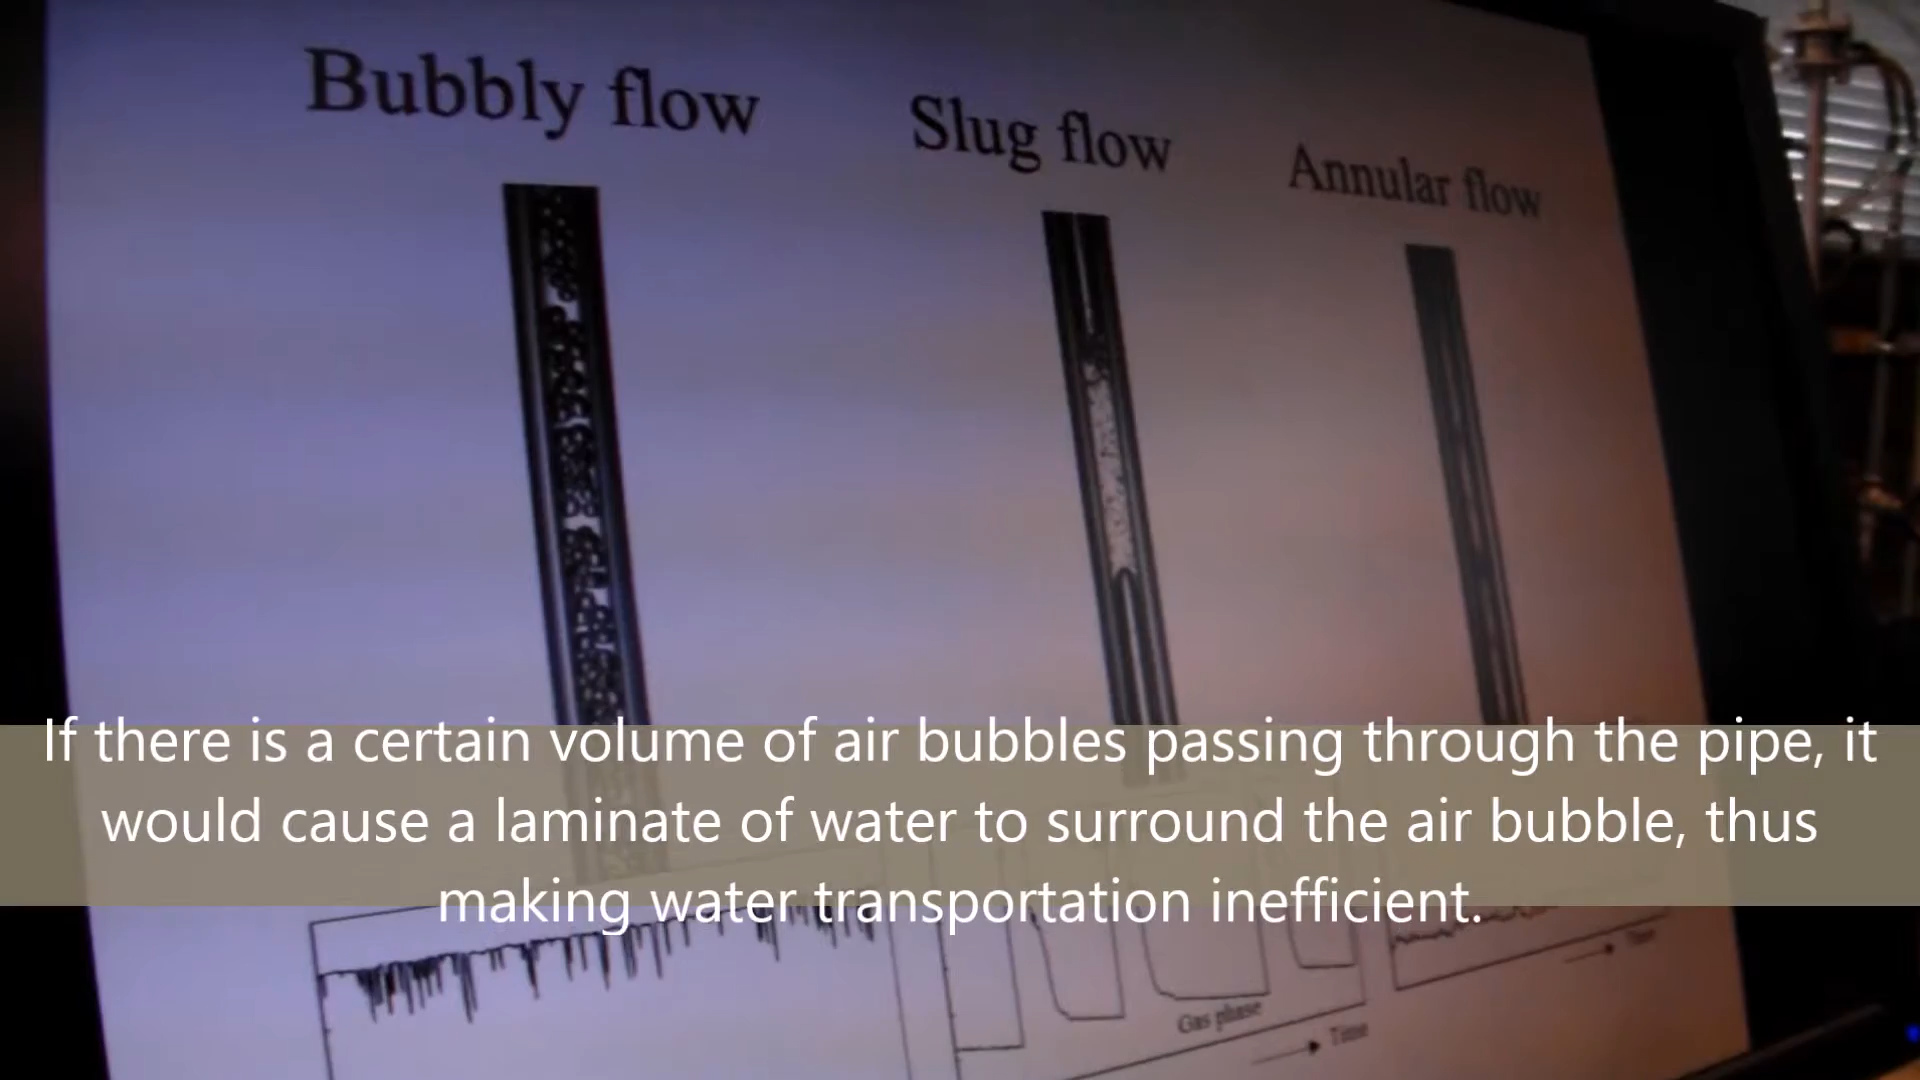 Bubbly flow
Slug flow
Annular flow
If there is a certain volume of air bubbles passing through the pipe, it
would cause a laminate of water to surround the air bubble, thus
making water transportation inefficient.
Gas phase
Time
Time